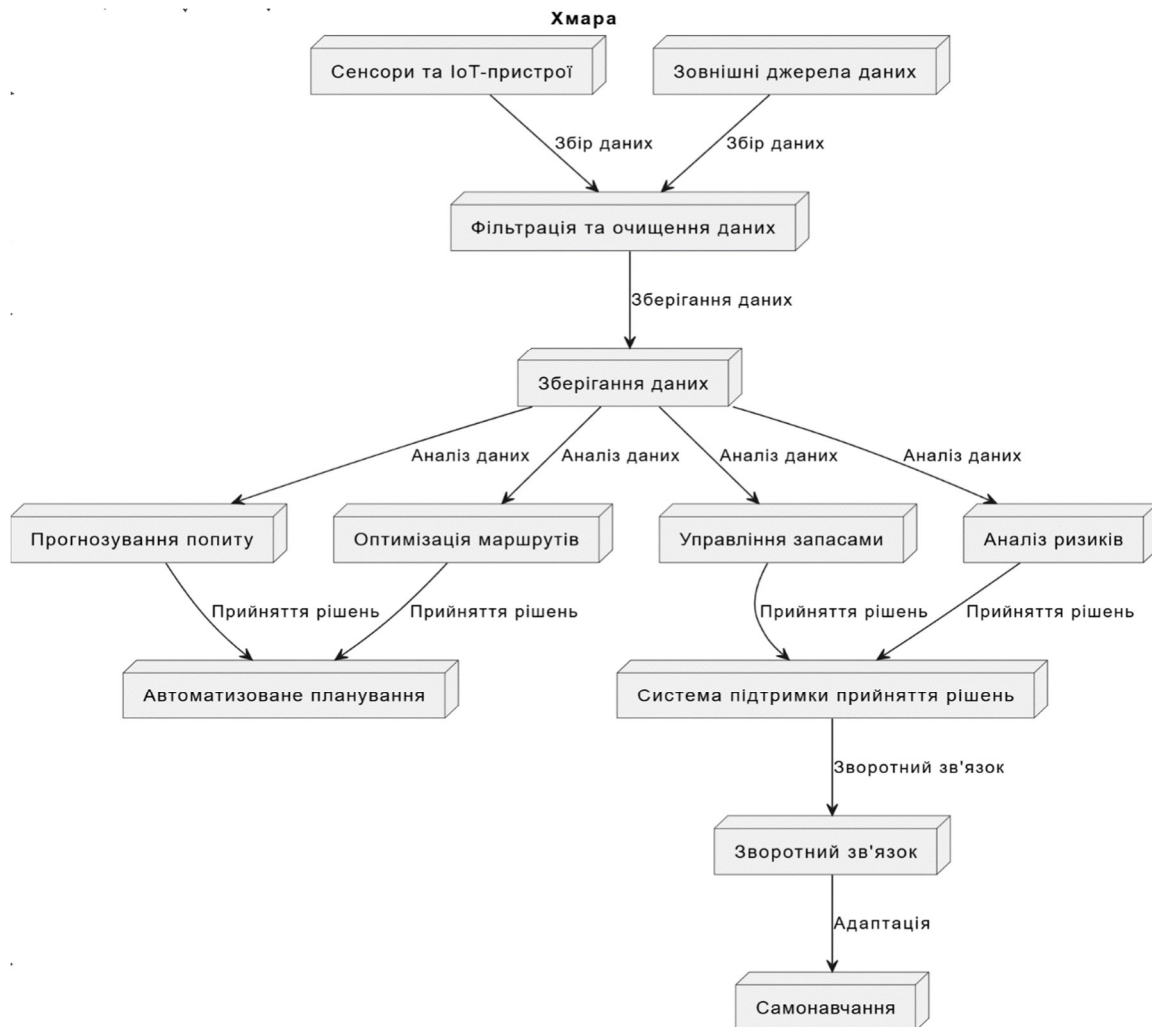 Хмара
Сенсори та IoT-пристрої
Зовнішні джерела даних
Збір даних
Збір даних
Фільтрація та очищення даних
Зберігання даних
Зберігання даних
Аналіз даних
Аналіз даних
Аналіз даних
Аналіз даних
Прогнозування попиту
Оптимізація маршрутів
Управління запасами
Аналіз ризиків
Прийняття рішень
Прийняття рішень
Прийняття рішень
Прийняття рішень
Автоматизоване планування
Система підтримки прийняття рішень
Зворотний зв'язок
Зворотний зв'язок
Адаптація
Самонавчання